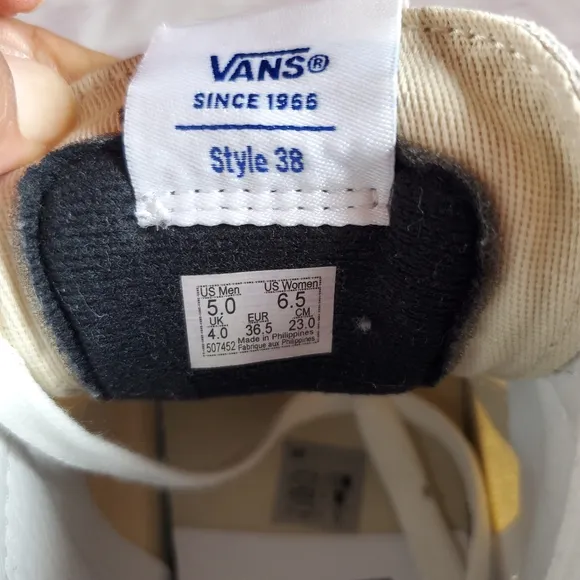 VANS®
SINCE 1966
Style 38
US Men US Women
5.0 6.5
UK EUR CM
4.0 36.5 23.0
507452 Made in Philippines
Fabrique aux Philippines